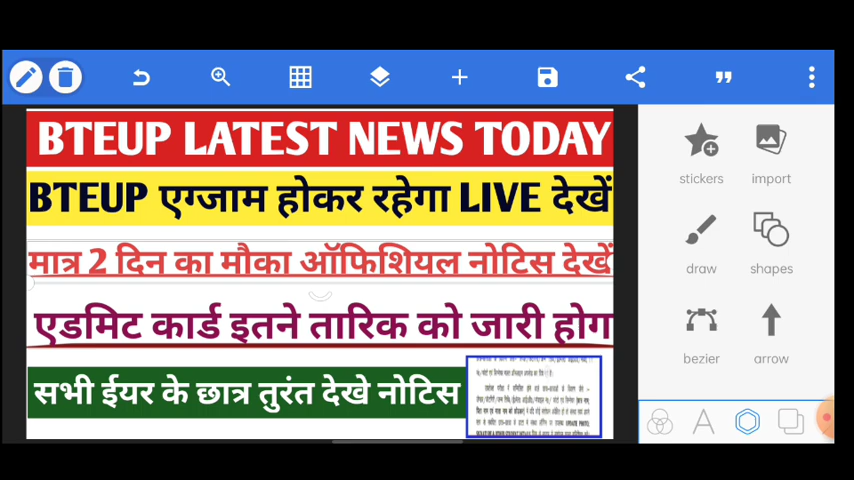 BTEUP LATEST NEWS TODAY
BTEUP एग्जाम होकर रहेगा LIVE देखें
मात्र 2 दिन का मौका ऑफिशियल नोटिस देखें
एडमिट कार्ड इतने तारिक को जारी होग
सभी ईयर के छात्र तुरंत देखे नोटिस
stickers
import
draw
shapes
bezier
arrow